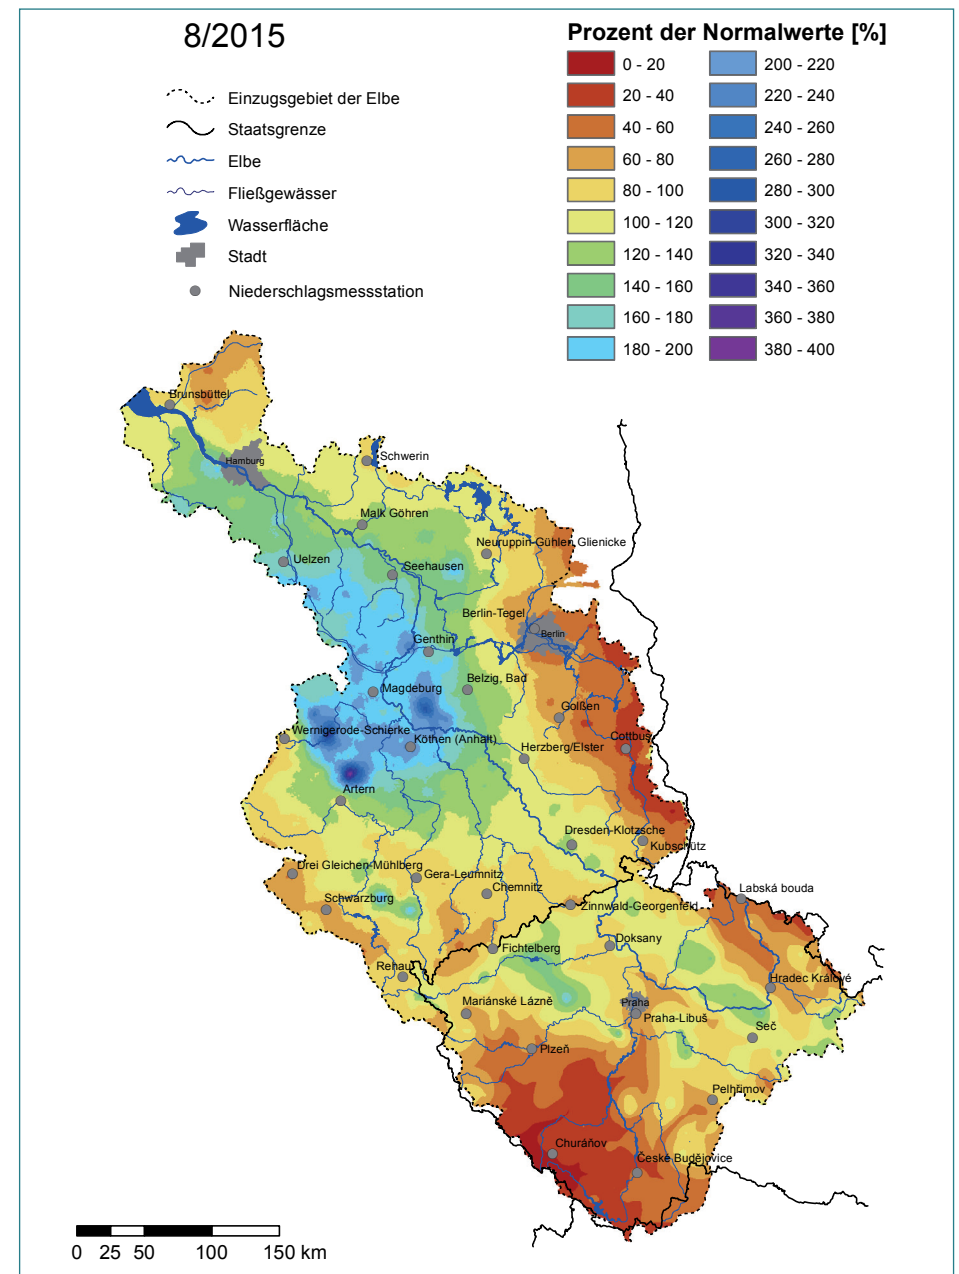 8/2015
Prozent der Normalwerte [%]
Einzugsgebiet der Elbe
Staatsgrenze
Elbe
Fließgewässer
Wasserfläche
Stadt
Niederschlagsmessstation
0 - 20
20 - 40
40 - 60
60 - 80
80 - 100
100 - 120
120 - 140
140 - 160
160 - 180
180 - 200
200 - 220
220 - 240
240 - 260
260 - 280
280 - 300
300 - 320
320 - 340
340 - 360
360 - 380
380 - 400
Brunsbüttel
Schwerin
Hamburg
Malk Göhren
Neuruppin-Gühlen Glienicke
Uelzen
Seehausen
Berlin-Tegel
Berlin
Genthin
Belzig, Bad
Magdeburg
Golßen
Wernigerode-Schierke
Köthen (Anhalt)
Cottbus
Herzberg/Elster
Artern
Dresden-Klotzsche
Kubschütz
Drei Gleichen-Mühlberg
Gera-Leumnitz
Chemnitz
Labská bouda
Schwarzburg
Zinnwald-Georgenfeld
Fichtelberg
Doksany
Rehau
Hradec Králové
Mariánské Lázně
Praha
Praha-Libuš
Seč
Plzeň
Pelhřimov
Churáňov
České Budějovice
0 25 50 100 150 km